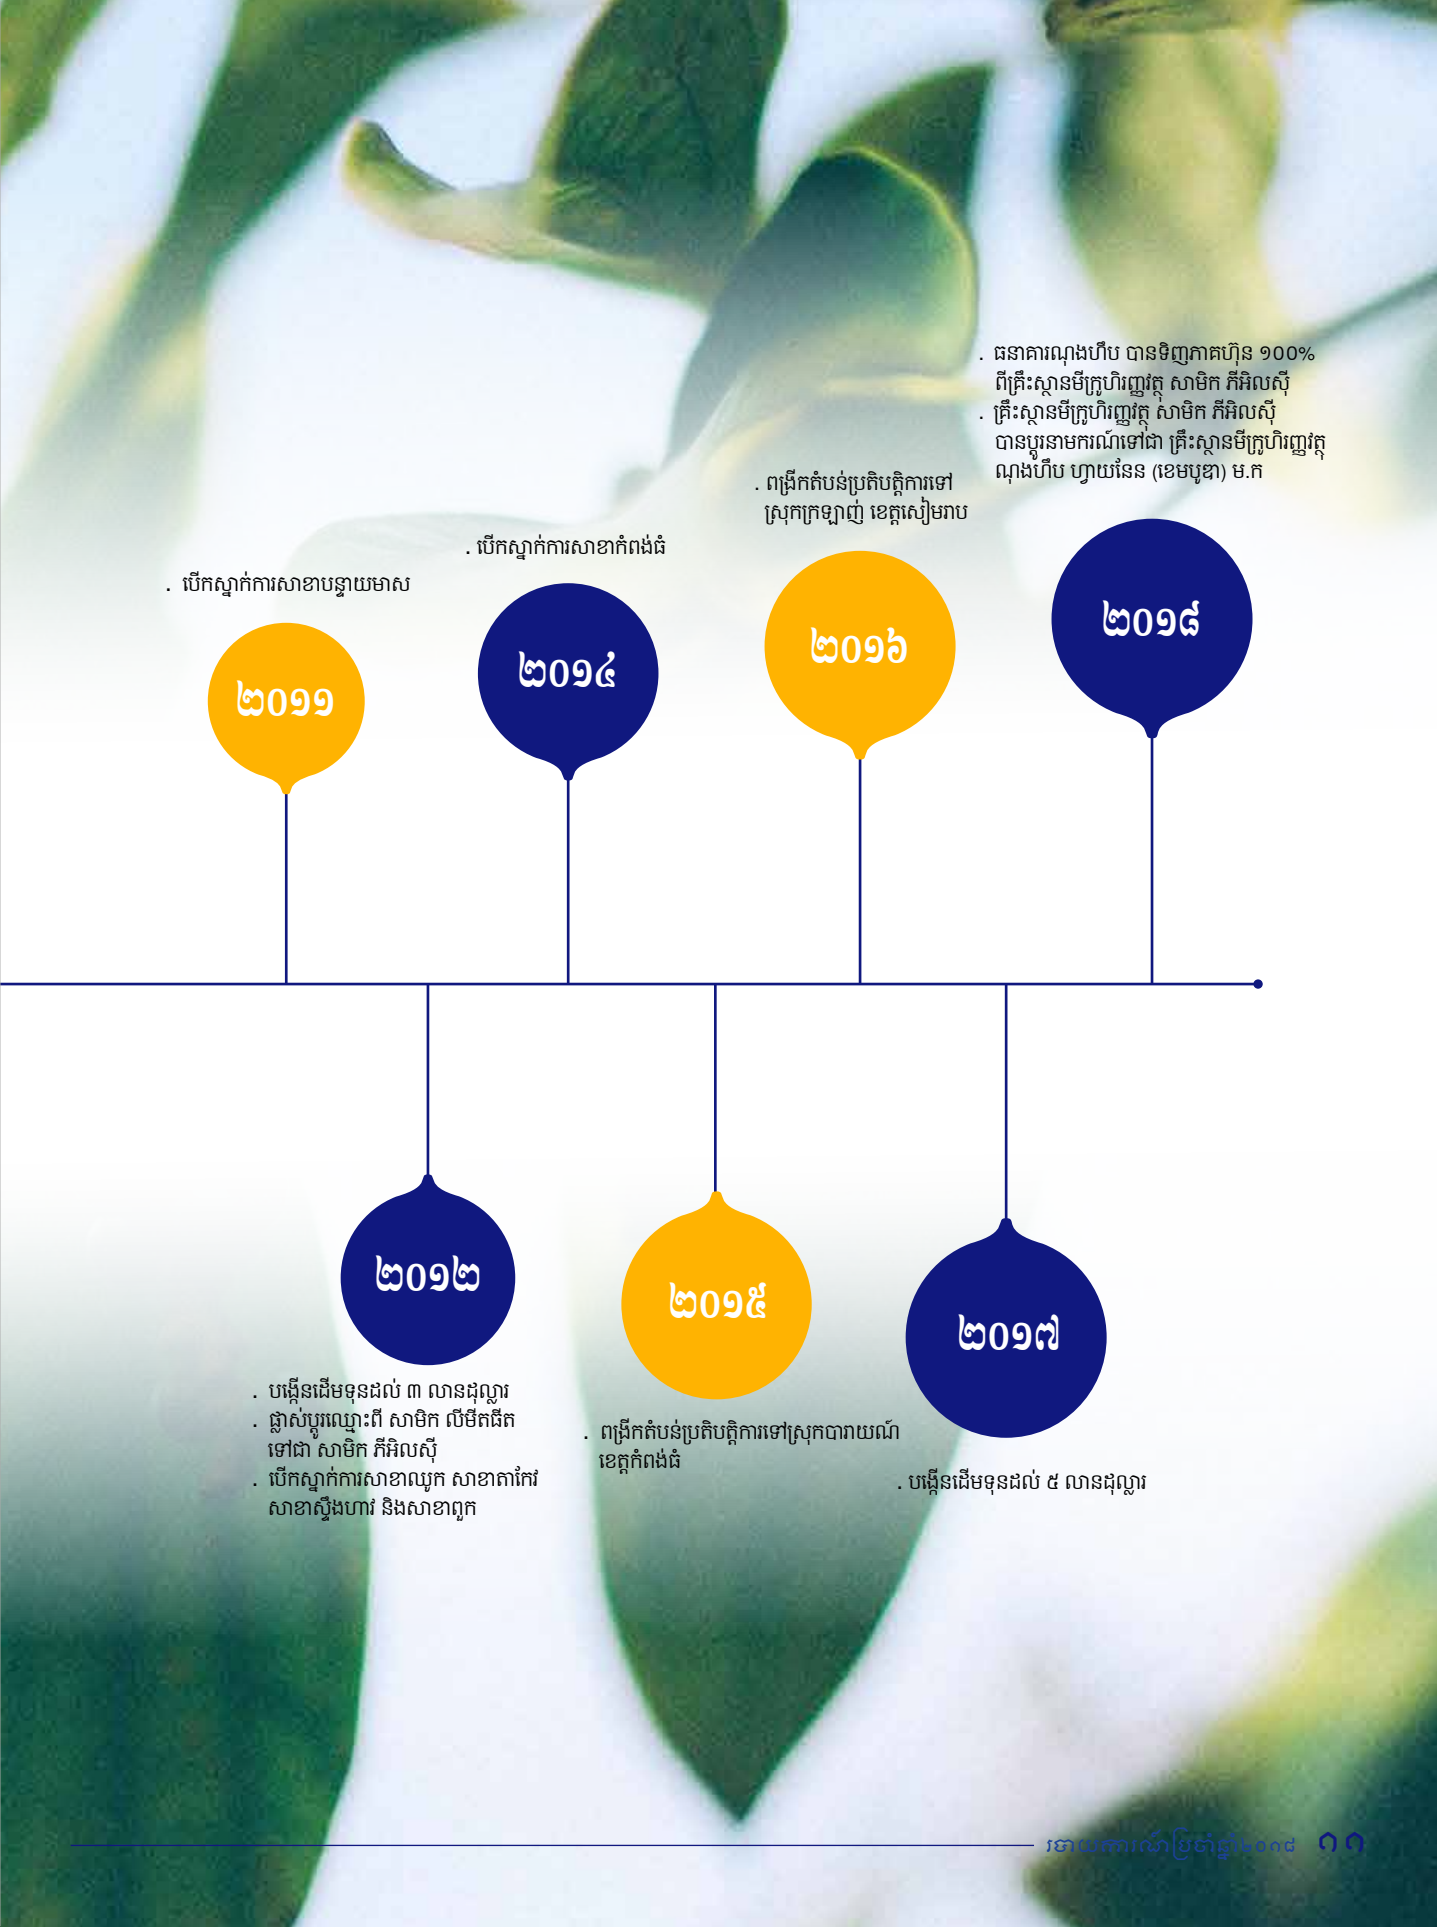 . ធនាគារណុងហឹប បានទិញភាគហ៊ុន ១០០%
ពីគ្រឹះស្ថានមីក្រូហិរញ្ញវត្ថុ សាមិក ភីអិលស៊ី
. គ្រឹះស្ថានមីក្រូហិរញ្ញវត្ថុ សាមិក ភីអិលស៊ី
បានប្តូរនាមករណ៍ទៅជា គ្រឹះស្ថានមីក្រូហិរញ្ញវត្ថុ
ណុងហឹប ហ្វាយនែន (ខេមបូឌា) ម.ក
. ពង្រីកតំបន់ប្រតិបត្តិការទៅ
ស្រុកក្រឡាញ់ ខេត្តសៀមរាប
. បើកស្នាក់ការសាខាកំពង់ធំ
. បើកស្នាក់ការសាខាបន្ទាយមាស
២០១១
២០១៤
២០១៦
២០១៨
២០១២
២០១៥
២០១៧
. បង្កើនដើមទុនដល់ ៣ លានដុល្លារ
. ផ្លាស់ប្តូរឈ្មោះពី សាមិក លីមីតធីត
ទៅជា សាមិក ភីអិលស៊ី
. បើកស្នាក់ការសាខាឈូក សាខាតាកែវ
សាខាស្ទឹងហាវ និងសាខាពួក
. ពង្រីកតំបន់ប្រតិបត្តិការទៅស្រុកបារាយណ៍
ខេត្តកំពង់ធំ
. បង្កើនដើមទុនដល់ ៥ លានដុល្លារ
របាយការណ៍ប្រចាំឆ្នាំ២០១៨ ១១